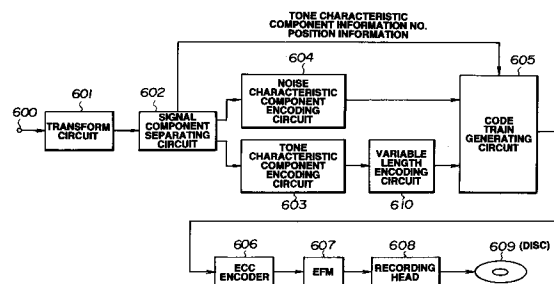 TONE CHARACTERISTIC
COMPONENT INFORMATION NO.
POSITION INFORMATION
600
601
TRANSFORM
CIRCUIT
602
SIGNAL
COMPONENT
SEPARATING
CIRCUIT
604
NOISE
CHARACTERISTIC
COMPONENT
ENCODING
CIRCUIT
605
CODE
TRAIN
GENERATING
CIRCUIT
TONE
CHARACTERISTIC
COMPONENT
ENCODING
CIRCUIT
603
VARIABLE
LENGTH
ENCODING
CIRCUIT
610
606
ECC
ENCODER
607
EFM
608
RECORDING
HEAD
609 (DISC)